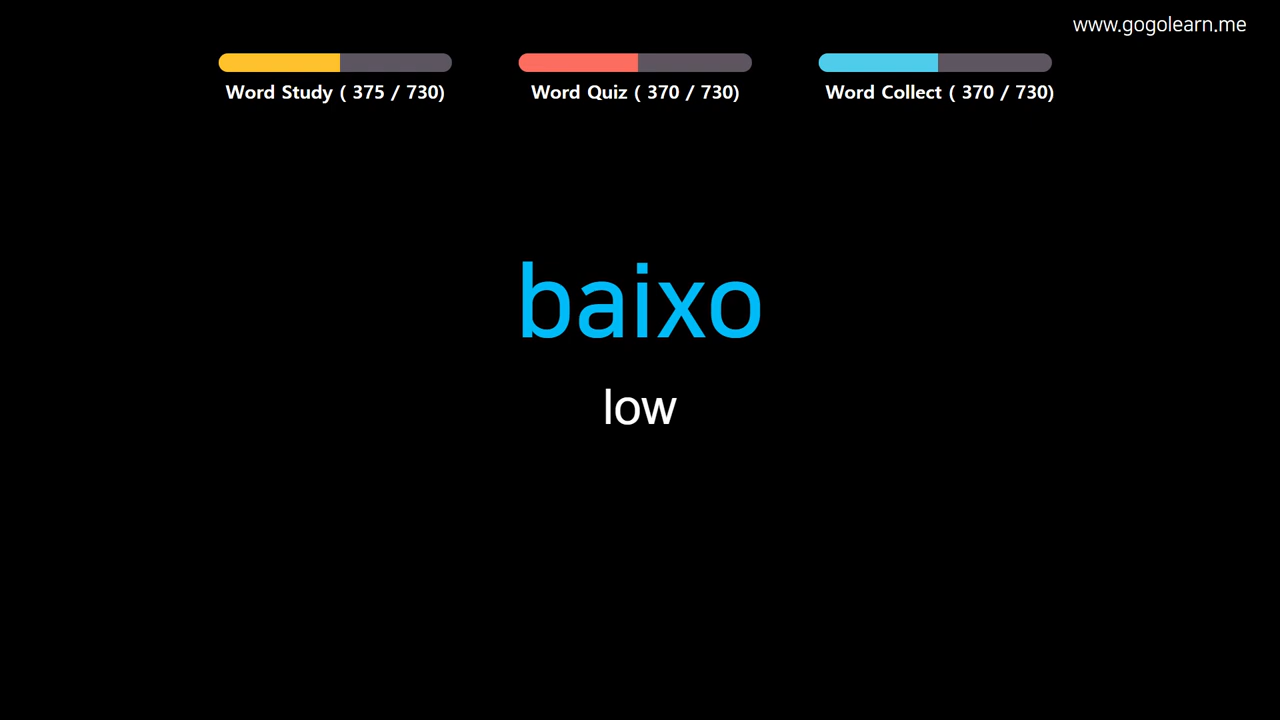 www.gogolearn.me
Word Study ( 375 / 730)
Word Quiz ( 370 / 730)
Word Collect ( 370 / 730)
baixo
low